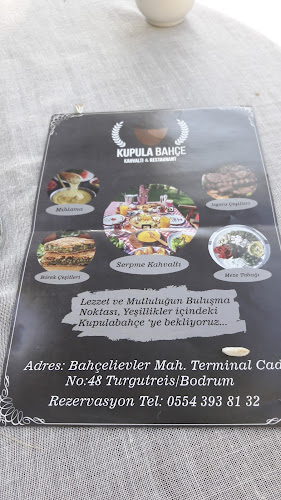 KUPULA BAHÇE
KAHVALTI & RESTAURANT
Mıhlama
Izgara Çeşitleri
Serpme Kahvaltı
Börek Çeşitleri
Meze Tabağı
Lezzet ve Mutluluğun Buluşma
Noktası, Yeşillikler içindeki
Kupulabahçe 'ye bekliyoruz...
Adres: Bahçelievler Mah. Terminal Cad
No:48 Turgutreis/Bodrum
Rezervasyon Tel: 0554 393 81 32